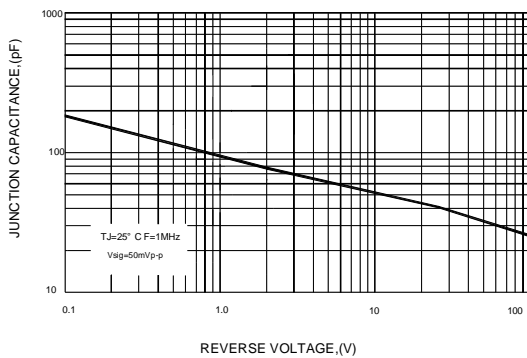 1000
100
10
JUNCTION CAPACITANCE,(pF)
TJ=25° C F=1MHz
Vsig=50mVp-p
0.1
1.0
10
100
REVERSE VOLTAGE,(V)